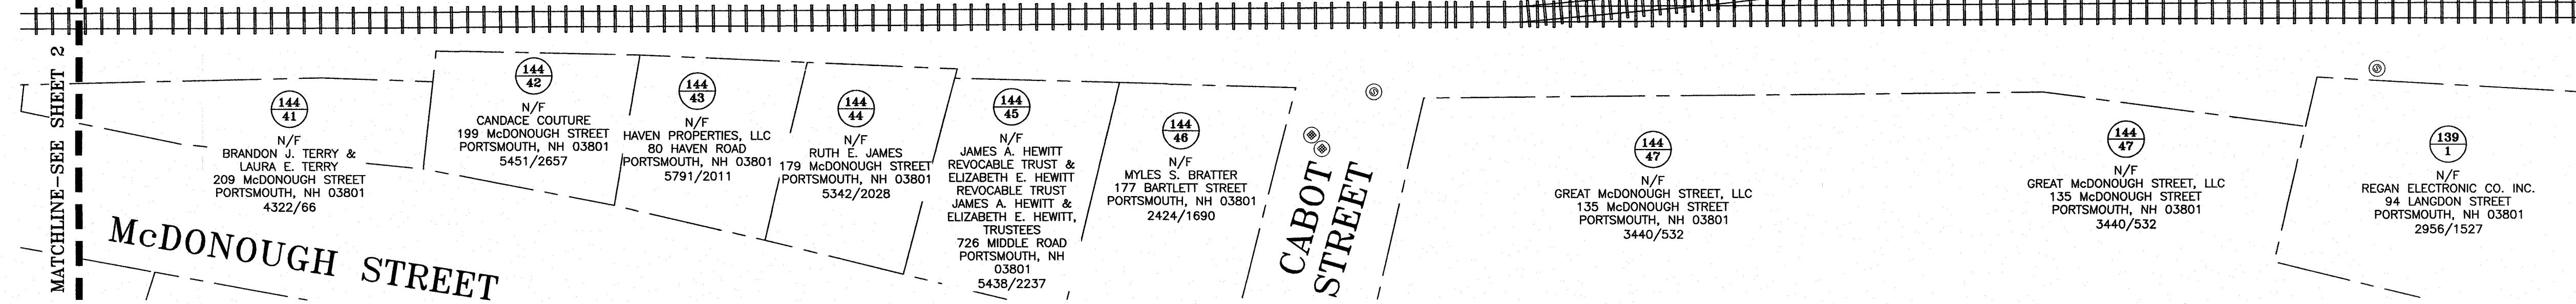 MATCHLINE-SEE SHEET 2
144
41
N/F
BRANDON J. TERRY &
LAURA E. TERRY
209 McDONOUGH STREET
PORTSMOUTH, NH 03801
4322/66
144
42
N/F
CANDACE COUTURE
199 McDONOUGH STREET
PORTSMOUTH, NH 03801
5451/2657
144
43
N/F
HAVEN PROPERTIES, LLC
80 HAVEN ROAD
PORTSMOUTH, NH 03801
5791/2011
144
44
N/F
RUTH E. JAMES
179 McDONOUGH STREET
PORTSMOUTH, NH 03801
5342/2028
144
45
N/F
JAMES A. HEWITT
REVOCABLE TRUST &
ELIZABETH E. HEWITT
REVOCABLE TRUST
JAMES A. HEWITT &
ELIZABETH E. HEWITT,
TRUSTEES
726 MIDDLE ROAD
PORTSMOUTH, NH
03801
5438/2237
144
46
N/F
MYLES S. BRATTER
177 BARTLETT STREET
PORTSMOUTH, NH 03801
2424/1690
CABOT
STREET
144
47
N/F
GREAT McDONOUGH STREET, LLC
135 McDONOUGH STREET
PORTSMOUTH, NH 03801
3440/532
144
47
N/F
GREAT McDONOUGH STREET, LLC
135 McDONOUGH STREET
PORTSMOUTH, NH 03801
3440/532
139
1
N/F
REGAN ELECTRONIC CO. INC.
94 LANGDON STREET
PORTSMOUTH, NH 03801
2956/1527
McDONOUGH STREET